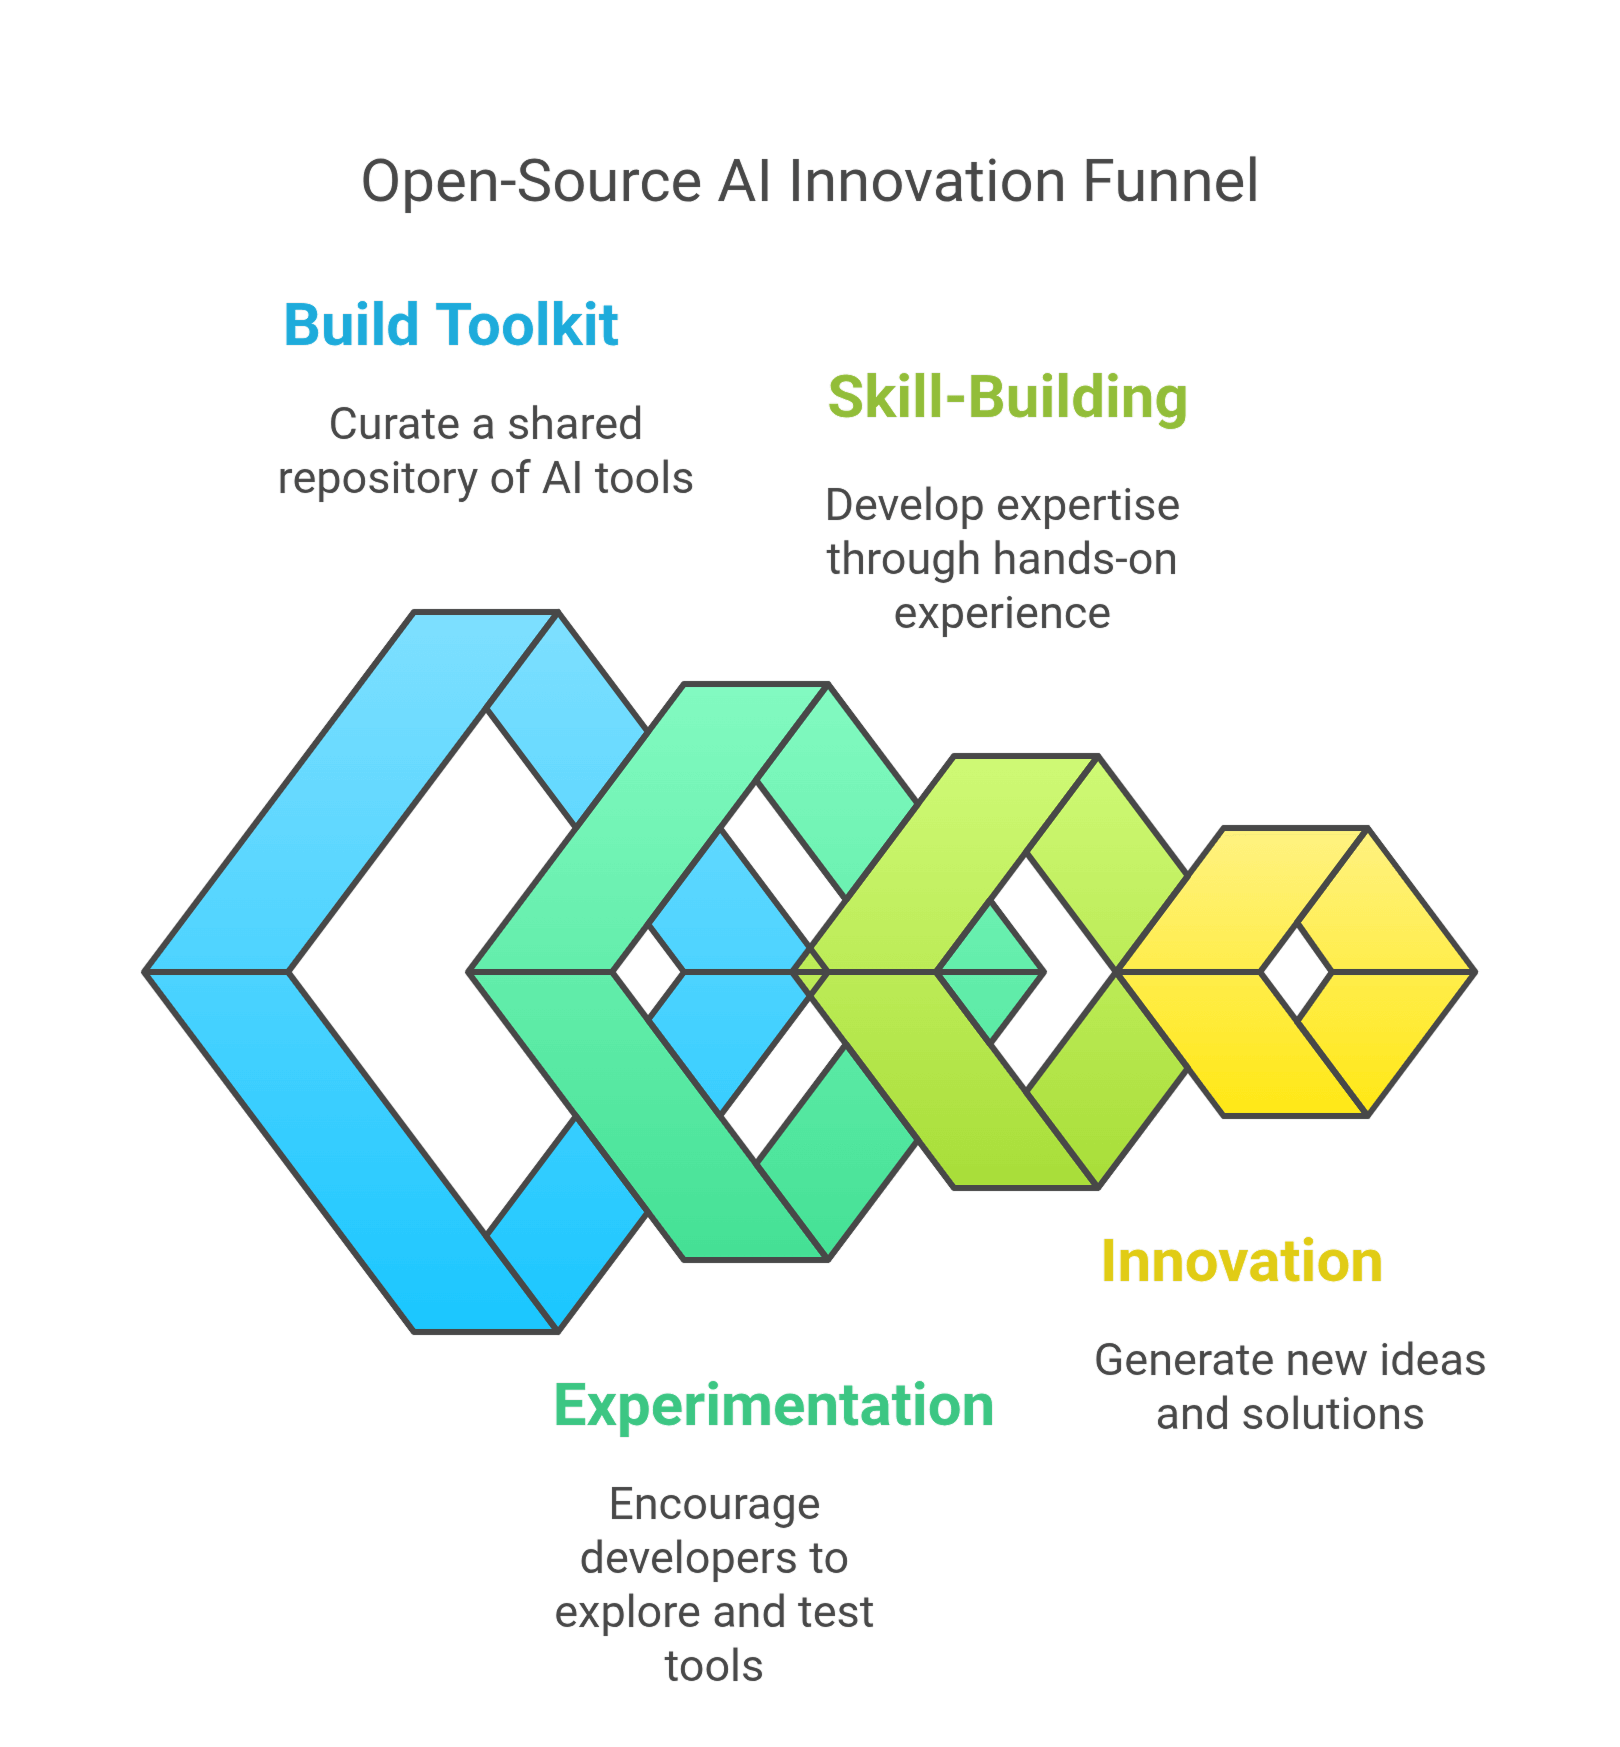 Open-Source AI Innovation Funnel
Build Toolkit
Curate a shared
repository of AI tools
Skill-Building
Develop expertise
through hands-on
experience
Experimentation
Encourage
developers to
explore and test
tools
Innovation
Generate new ideas
and solutions